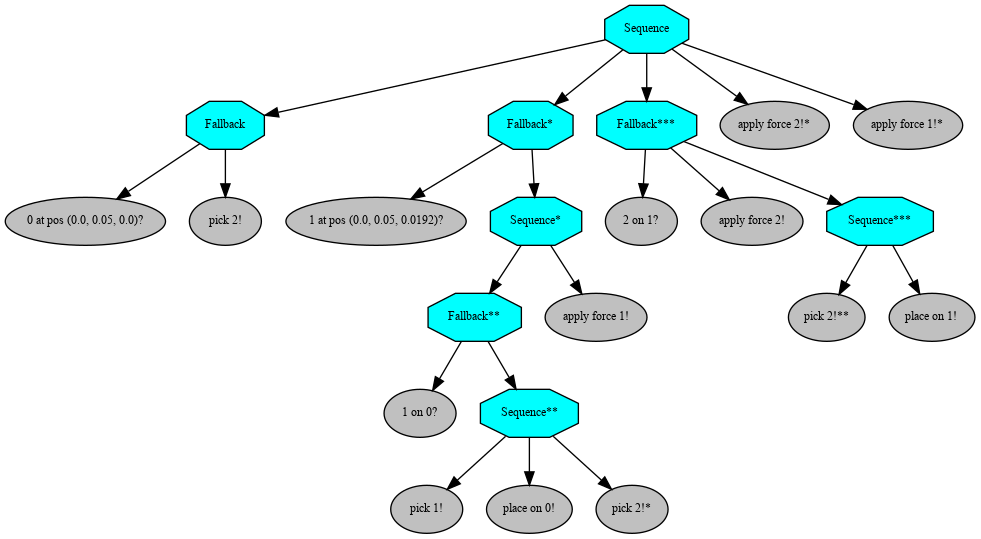 Sequence
Fallback
Fallback*
Fallback***
apply force 2!*
apply force 1!*
0 at pos (0.0, 0.05, 0.0)?
pick 2!
1 at pos (0.0, 0.05, 0.0192)?
Sequence*
2 on 1?
apply force 2!
Sequence***
Fallback**
apply force 1!
pick 2!**
place on 1!
1 on 0?
Sequence**
pick 1!
place on 0!
pick 2!*